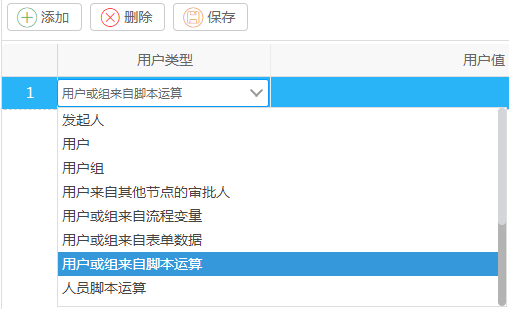 添加 删除 保存
用户类型 用户值
1 用户或组来自脚本运算
发起人
用户
用户组
用户来自其他节点的审批人
用户或组来自流程变量
用户或组来自表单数据
用户或组来自脚本运算
人员脚本运算